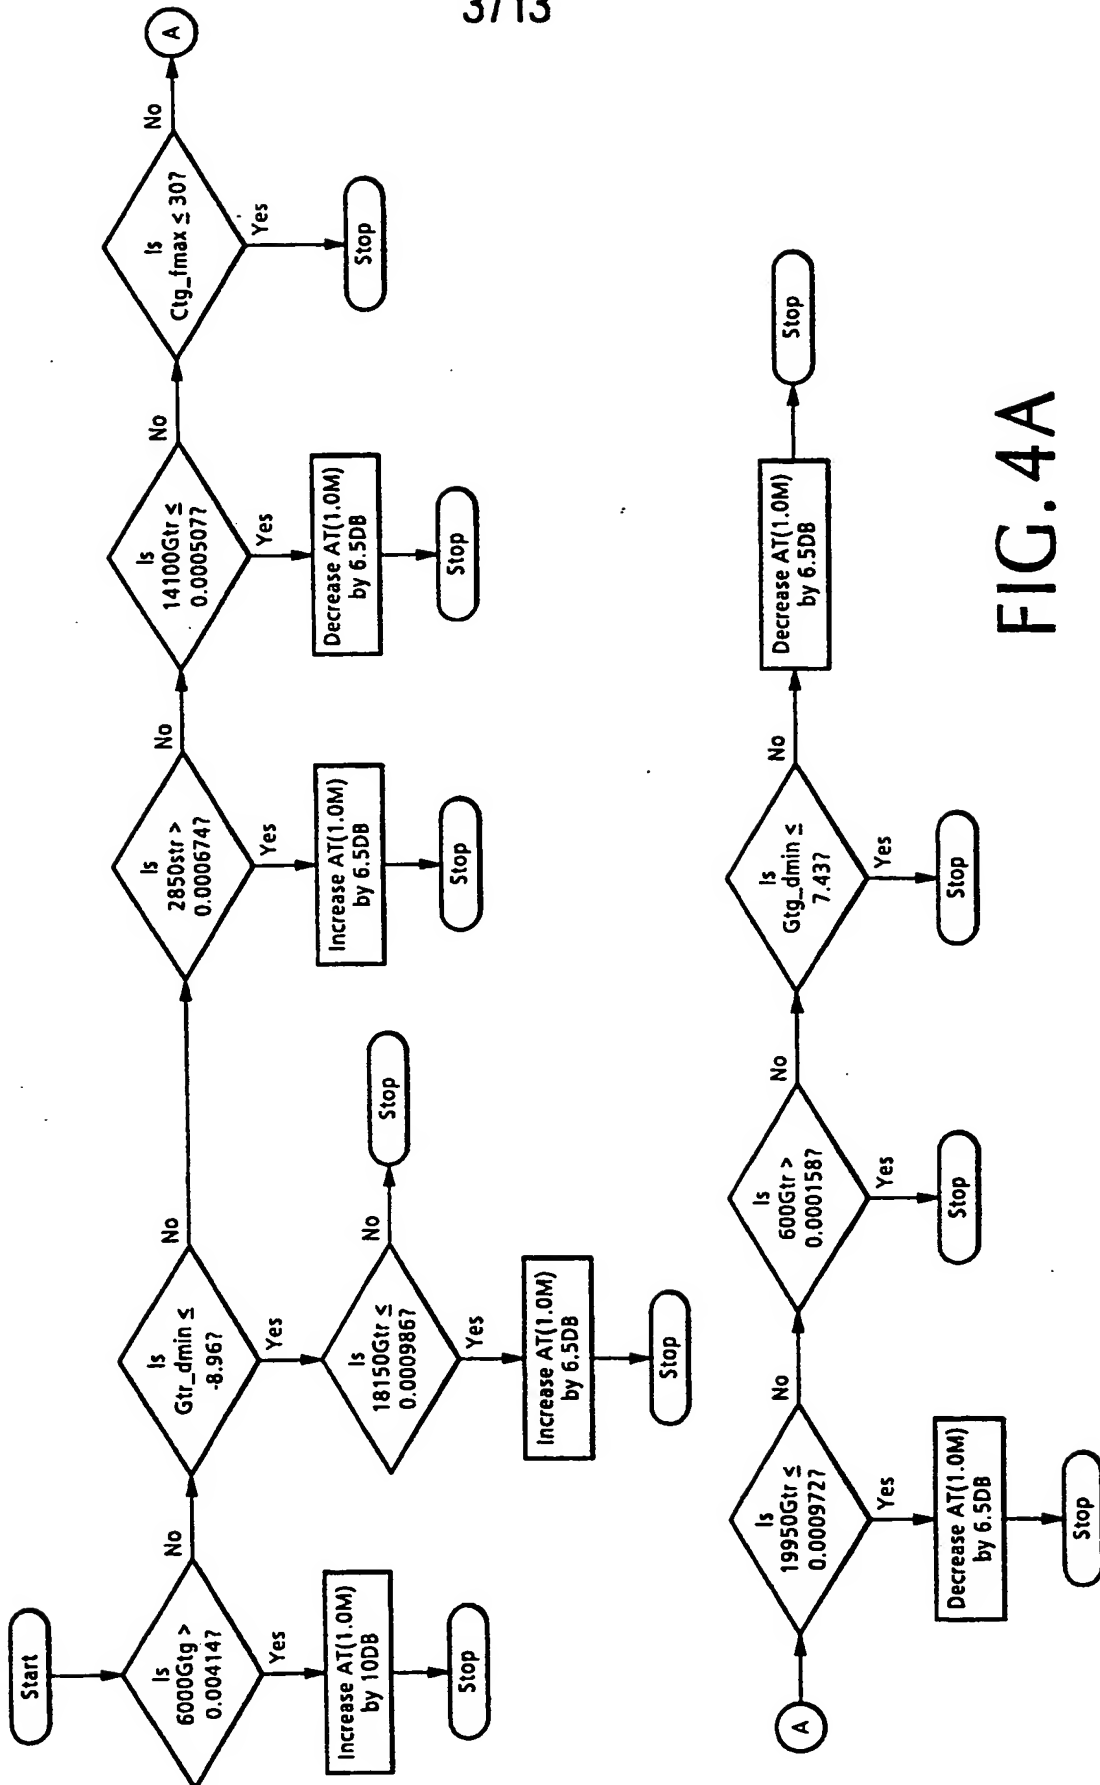 3/13
Start
Is
6000Gtg >
0.00414?
No
Yes
Increase AT(1.0M)
by 10DB
Stop
Is
Gtr_dmin ≤
-8.96?
No
Yes
Is
18150Gtr ≤
0.000986?
No
Stop
Yes
Increase AT(1.0M)
by 6.5DB
Stop
Is
2850str >
0.000674?
No
Yes
Increase AT(1.0M)
by 6.5DB
Stop
Is
14100Gtr ≤
0.000507?
No
Yes
Decrease AT(1.0M)
by 6.5DB
Stop
Is
Ctg_fmax ≤ 30?
No
Yes
Stop
A
A
Is
19950Gtr ≤
0.000972?
No
Yes
Decrease AT(1.0M)
by 6.5DB
Stop
Is
600Gtr >
0.000158?
No
Yes
Stop
Is
Gtg_dmin ≤
7.43?
No
Yes
Stop
Decrease AT(1.0M)
by 6.5DB
Stop
FIG. 4A